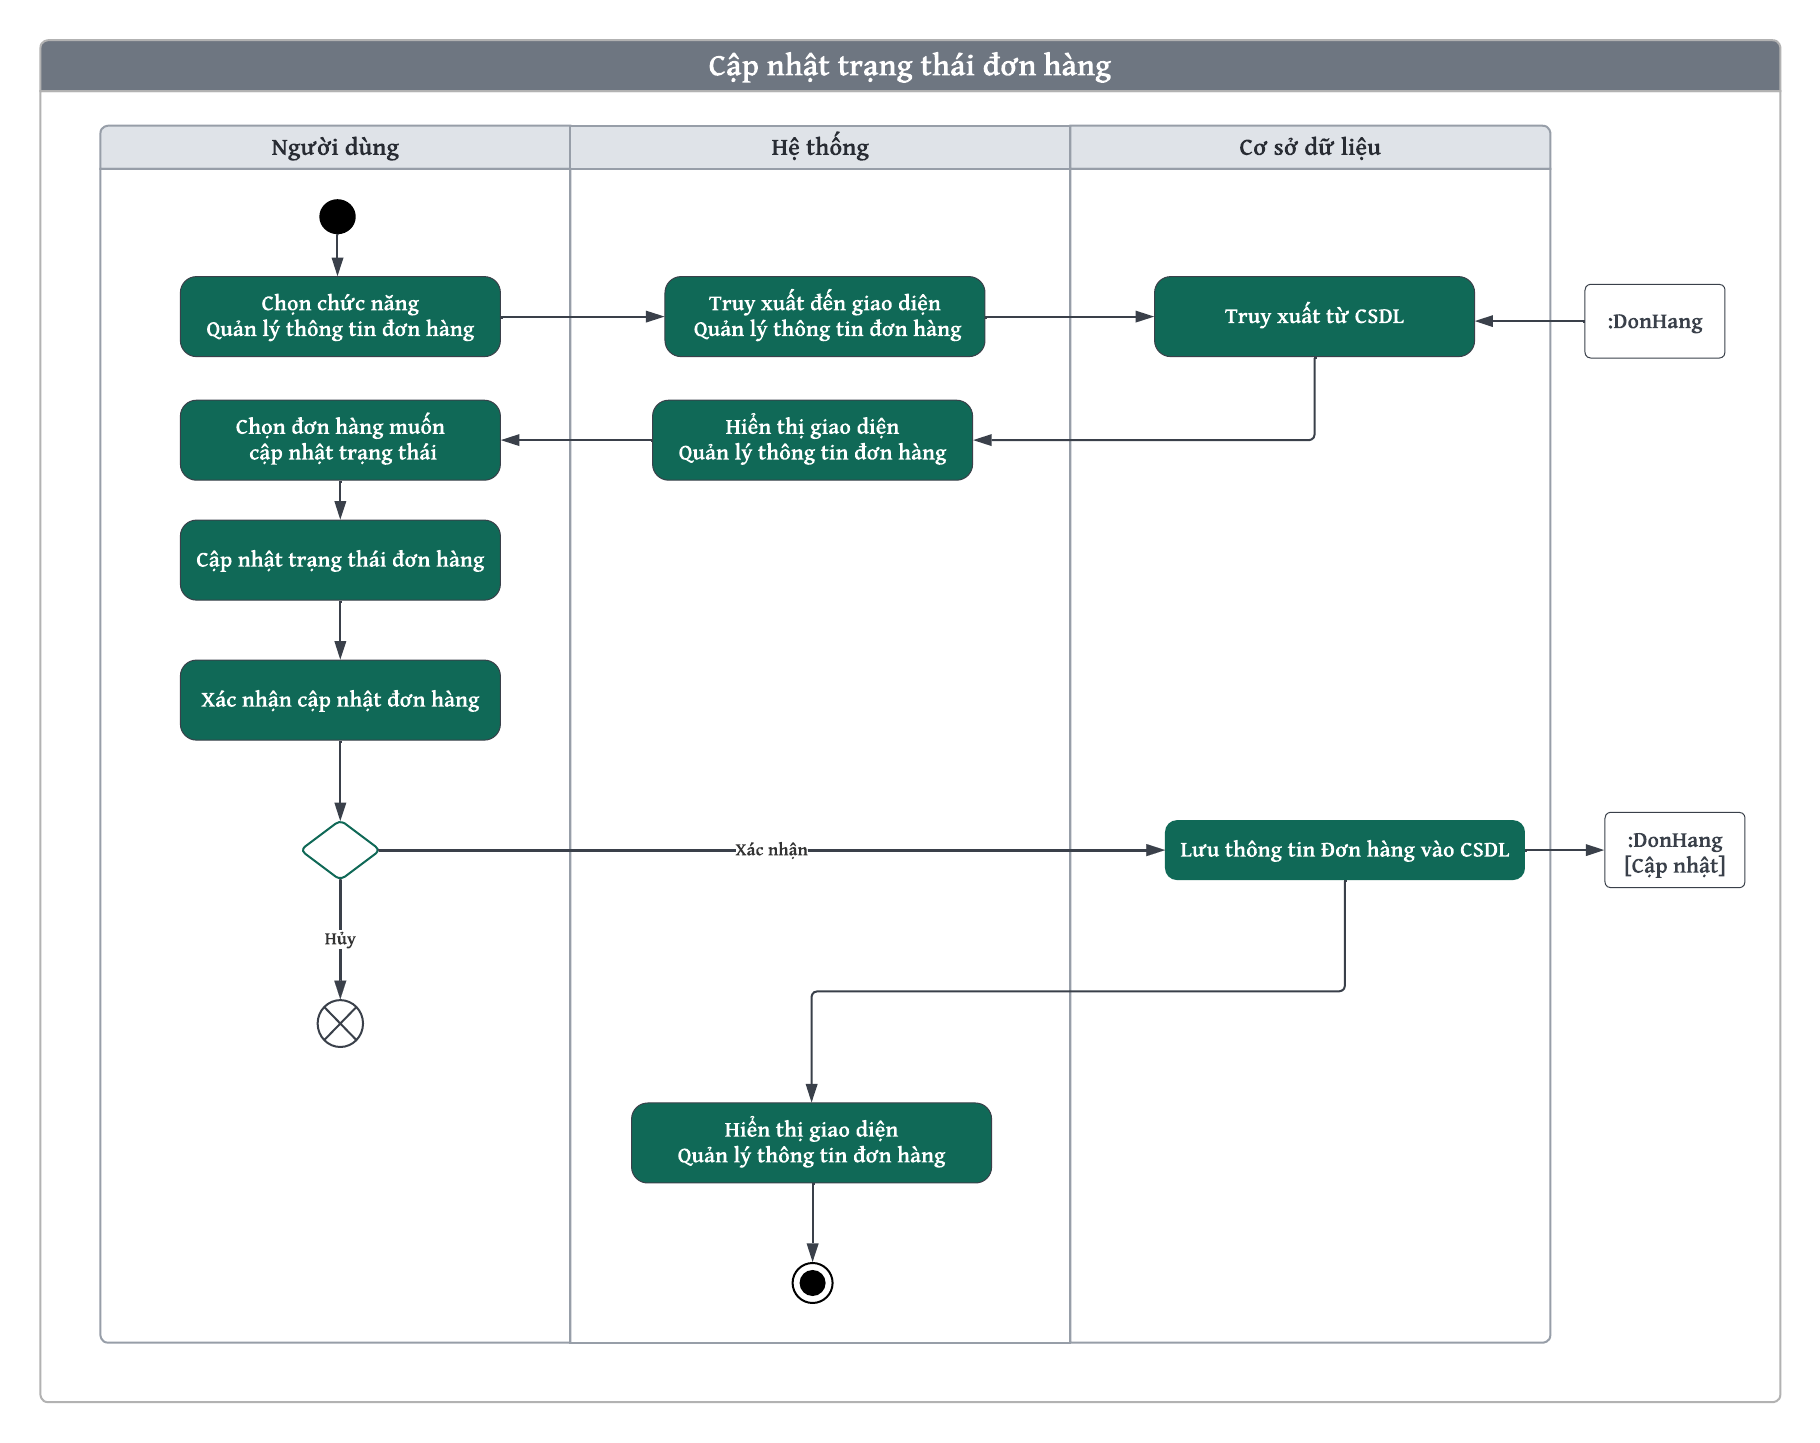 Cập nhật trạng thái đơn hàng
Người dùng
Hệ thống
Cơ sở dữ liệu
Chọn chức năng
Quản lý thông tin đơn hàng
Truy xuất đến giao diện
Quản lý thông tin đơn hàng
Truy xuất từ CSDL
:DonHang
Chọn đơn hàng muốn
cập nhật trạng thái
Hiển thị giao diện
Quản lý thông tin đơn hàng
Cập nhật trạng thái đơn hàng
Xác nhận cập nhật đơn hàng
Xác nhận
Lưu thông tin Đơn hàng vào CSDL
:DonHang
[Cập nhật]
Hủy
Hiển thị giao diện
Quản lý thông tin đơn hàng